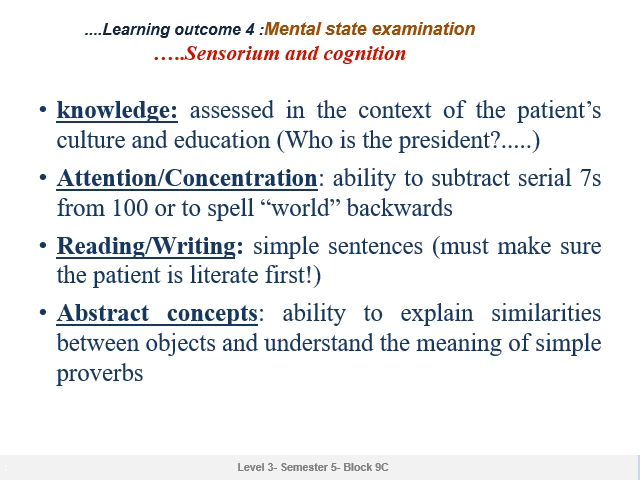 ....Learning outcome 4 :Mental state examination
.....Sensorium and cognition
• knowledge: assessed in the context of the patient’s
culture and education (Who is the president?.....)
• Attention/Concentration: ability to subtract serial 7s
from 100 or to spell “world” backwards
• Reading/Writing: simple sentences (must make sure
the patient is literate first!)
• Abstract concepts: ability to explain similarities
between objects and understand the meaning of simple
proverbs
Level 3- Semester 5- Block 9C